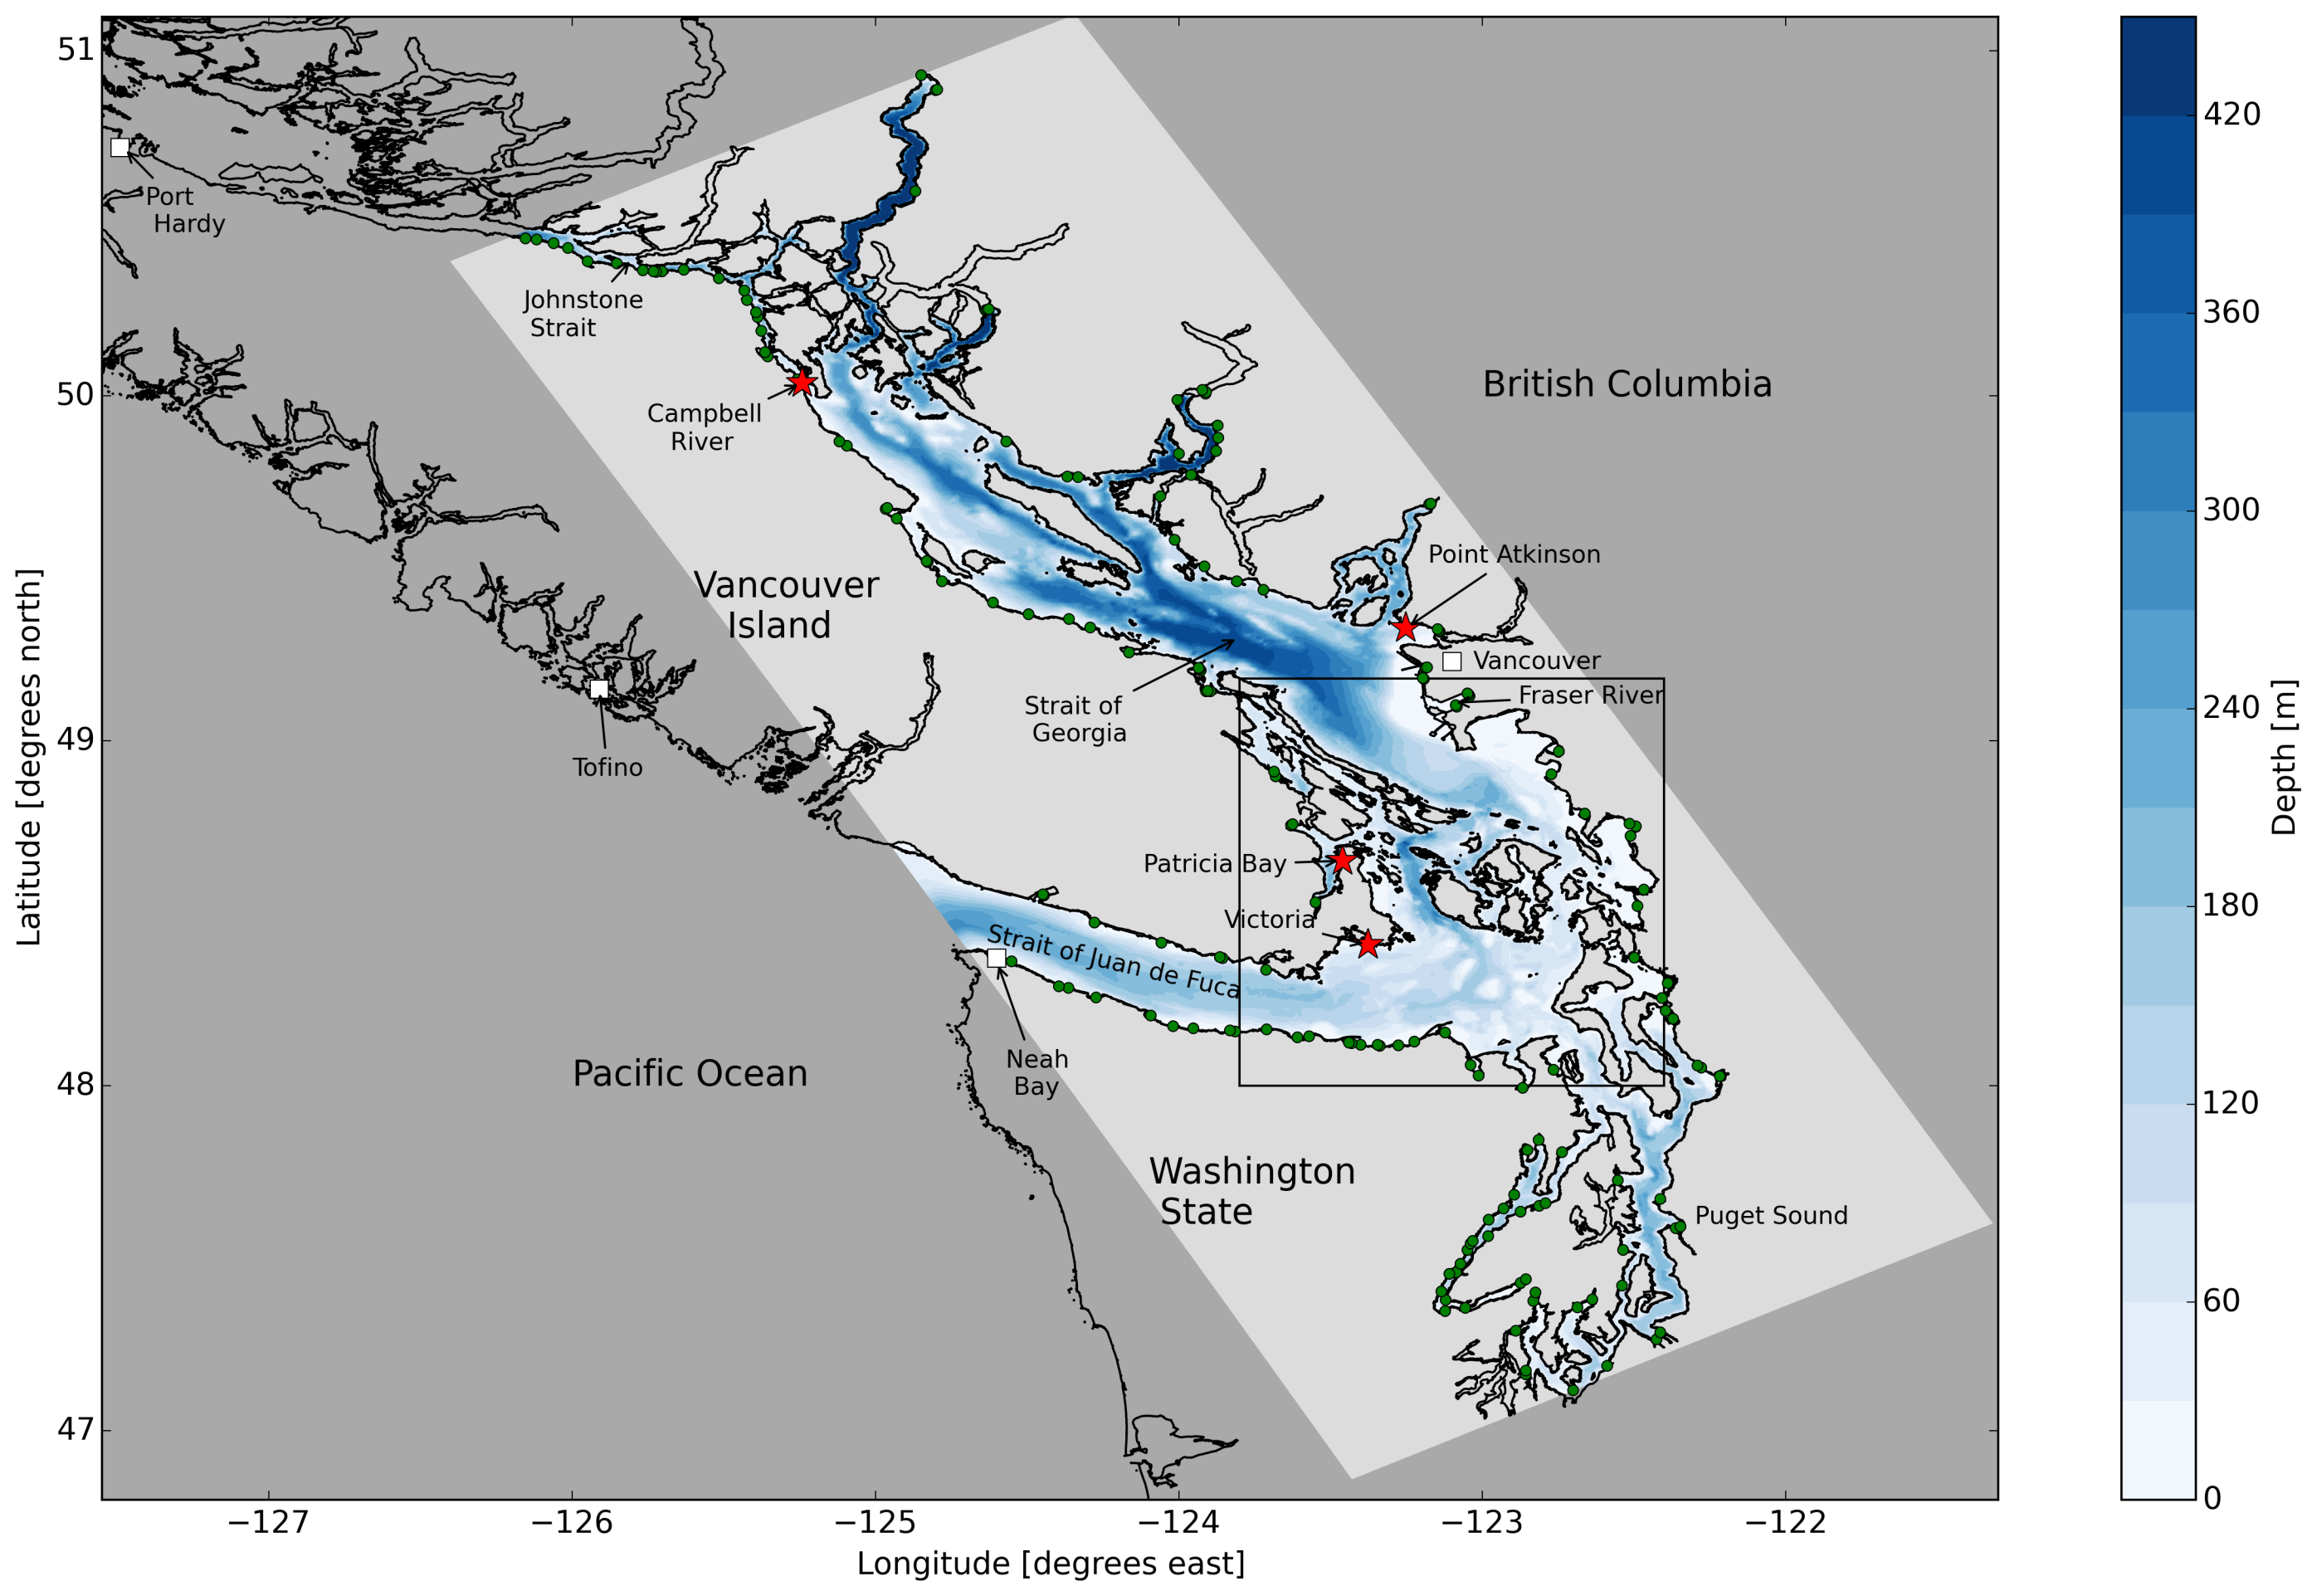 51
50
49
48
47
Latitude [degrees north]
Port
Hardy
Johnstone
Strait
Campbell
River
British Columbia
Vancouver
Island
Point Atkinson
Vancouver
Fraser River
Strait of
Georgia
Tofino
Patricia Bay
Victoria
Strait of Juan de Fuca
Neah
Bay
Pacific Ocean
Washington
State
Puget Sound
−127
−126
−125
−124
−123
−122
Longitude [degrees east]
420
360
300
240
180
120
60
0
Depth [m]